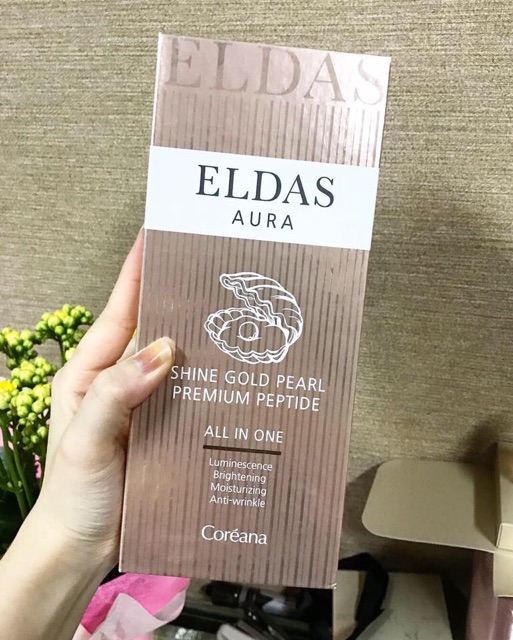 ELDAS
ELDAS
AURA
SHINE GOLD PEARL
PREMIUM PEPTIDE
ALL IN ONE
Luminescence
Brightening
Moisturizing
Anti-wrinkle
Coréana